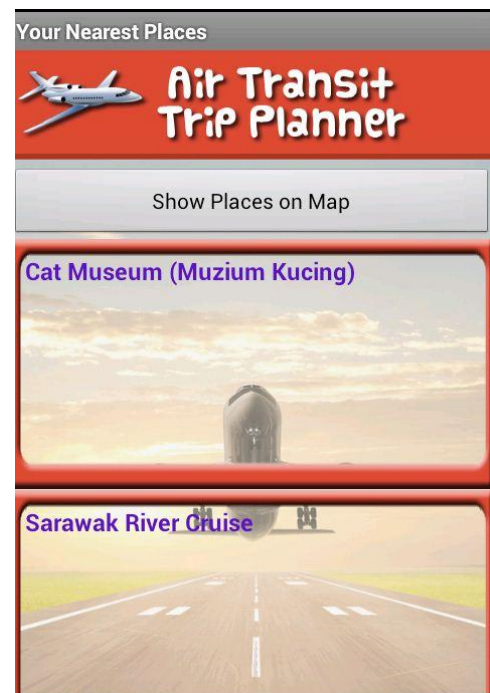 Your Nearest Places
Air Transit
Trip Planner
Show Places on Map
Cat Museum (Muzium Kucing)
Sarawak River Cruise